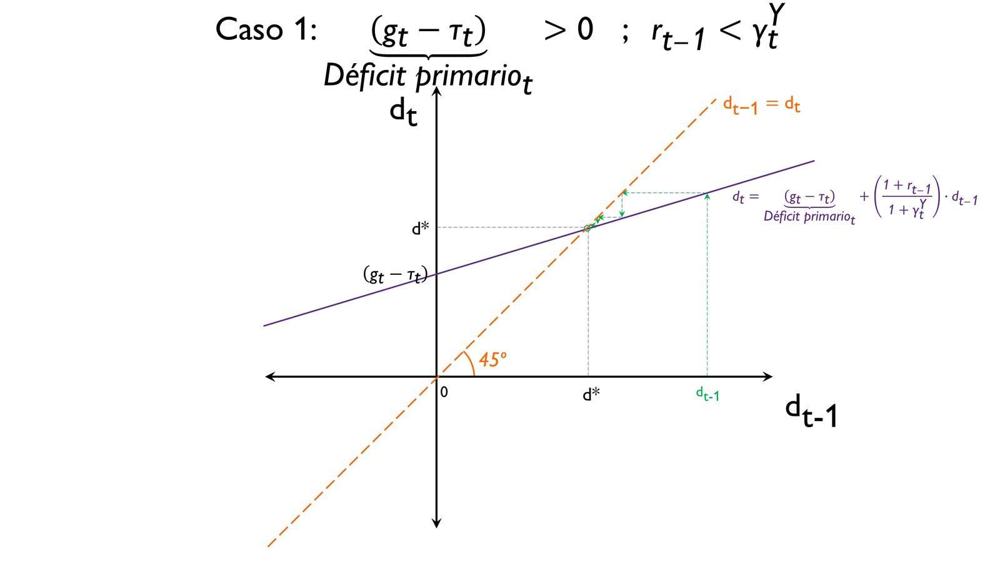 Caso 1: (gt − τt) > 0 ; rt−1 < γtY
Déficit primariot
dt
dt−1 = dt
dt = (gt − τt) + (1 + rt−1 / 1 + γtY) · dt−1
Déficit primariot
d*
(gt − τt)
45º
0
d*
dt-1
dt-1